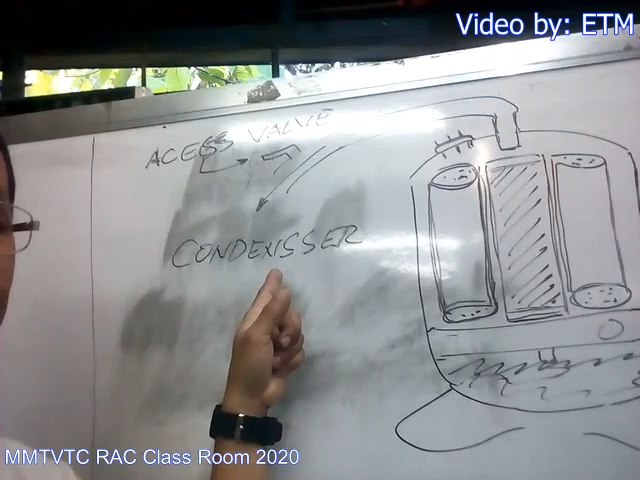 Video by: ETM
ACESS VALVE
CONDENSSER
MMTVTC RAC Class Room 2020